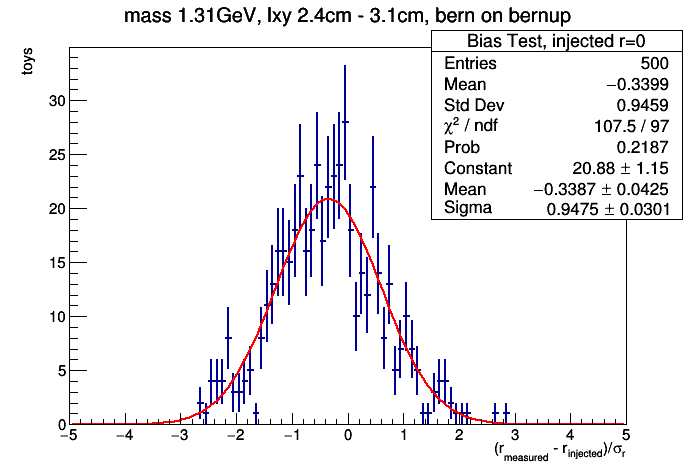 mass 1.31GeV, lxy 2.4cm - 3.1cm, bern on bernup
Bias Test, injected r=0
Entries 500
Mean −0.3399
Std Dev 0.9459
χ² / ndf 107.5 / 97
Prob 0.2187
Constant 20.88 ± 1.15
Mean −0.3387 ± 0.0425
Sigma 0.9475 ± 0.0301
toys
30
25
20
15
10
5
0
−5 −4 −3 −2 −1 0 1 2 3 4 5
(r_measured - r_injected)/σ_r